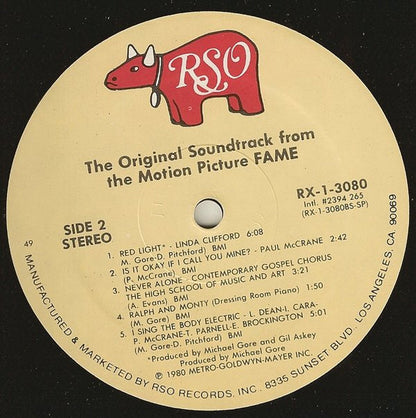 RSO
The Original Soundtrack from
the Motion Picture FAME
RX-1-3080
Intl. #2394 265
(RX-1-3080BS-SP)
SIDE 2
STEREO
49
1. RED LIGHT* - LINDA CLIFFORD 6:08
M. Gore-D. Pitchford) BMI
2. IS IT OKAY IF I CALL YOU MINE? - PAUL McCRANE 2:42
(P. McCrane) BMI
3. NEVER ALONE - CONTEMPORARY GOSPEL CHORUS
THE HIGH SCHOOL OF MUSIC AND ART 3:21
(A. Evans) BMI
4. RALPH AND MONTY (Dressing Room Piano) 1:50
(M. Gore) BMI
5. I SING THE BODY ELECTRIC - L. DEAN-I. CARA-
P. McCRANE-T. PARNELL-E. BROCKINGTON 5:01
(M. Gore-D. Pitchford) BMI
*Produced by Michael Gore and Gil Askey
Produced by Michael Gore
℗ 1980 METRO-GOLDWYN-MAYER INC.
MANUFACTURED & MARKETED BY RSO RECORDS, INC. 8335 SUNSET BLVD. LOS ANGELES, CA. 90069